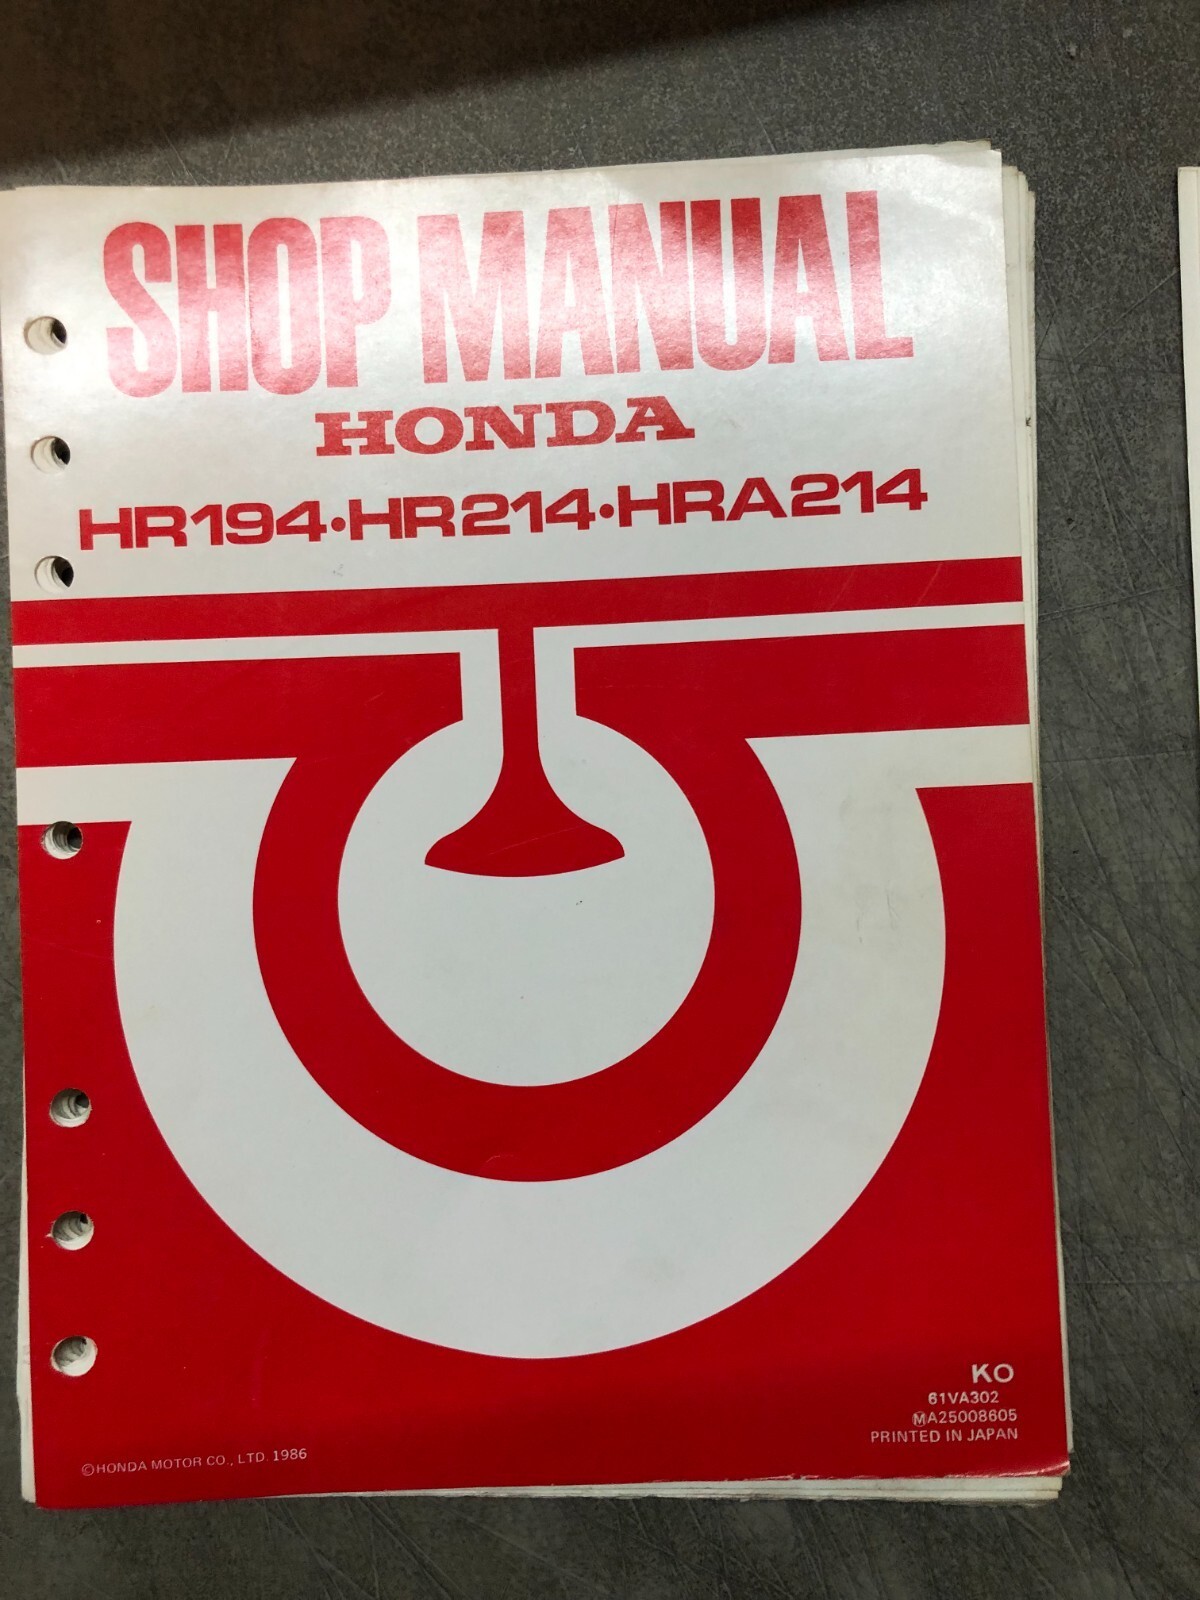 SHOP MANUAL
HONDA
HR194·HR214·HRA214
KO
61VA302
ⓂA25008605
PRINTED IN JAPAN
©HONDA MOTOR CO., LTD. 1986